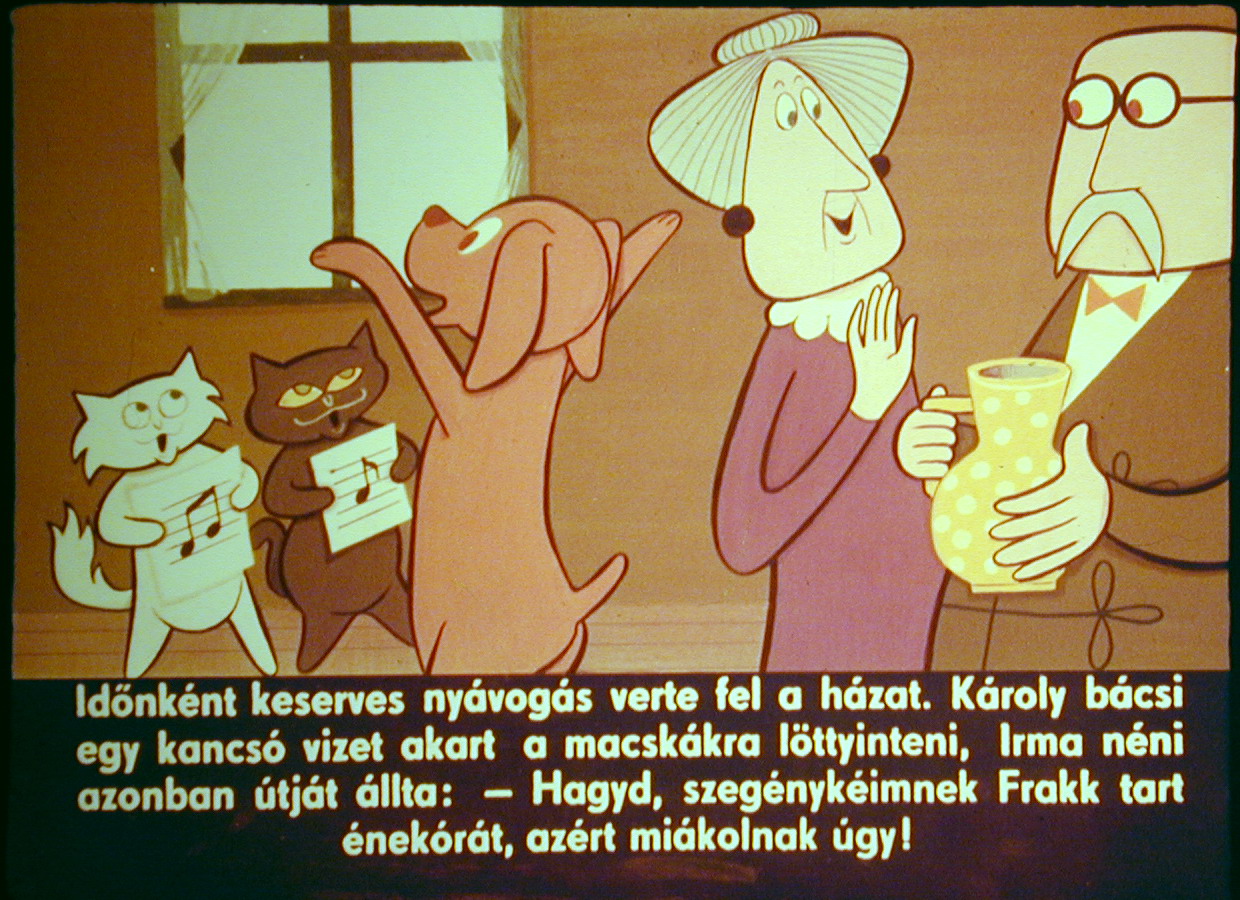 Időnként keserves nyávogás verte fel a házat. Károly bácsi
egy kancsó vizet akart a macskákra löttyinteni, Irma néni
azonban útját állta: – Hagyd, szegénykéimnek Frakk tart
énekórát, azért miákolnak úgy!